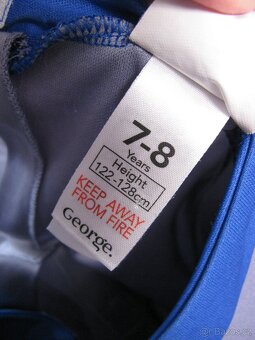 7-8
Years
Height
122-128cm
KEEP AWAY
FROM FIRE
George.